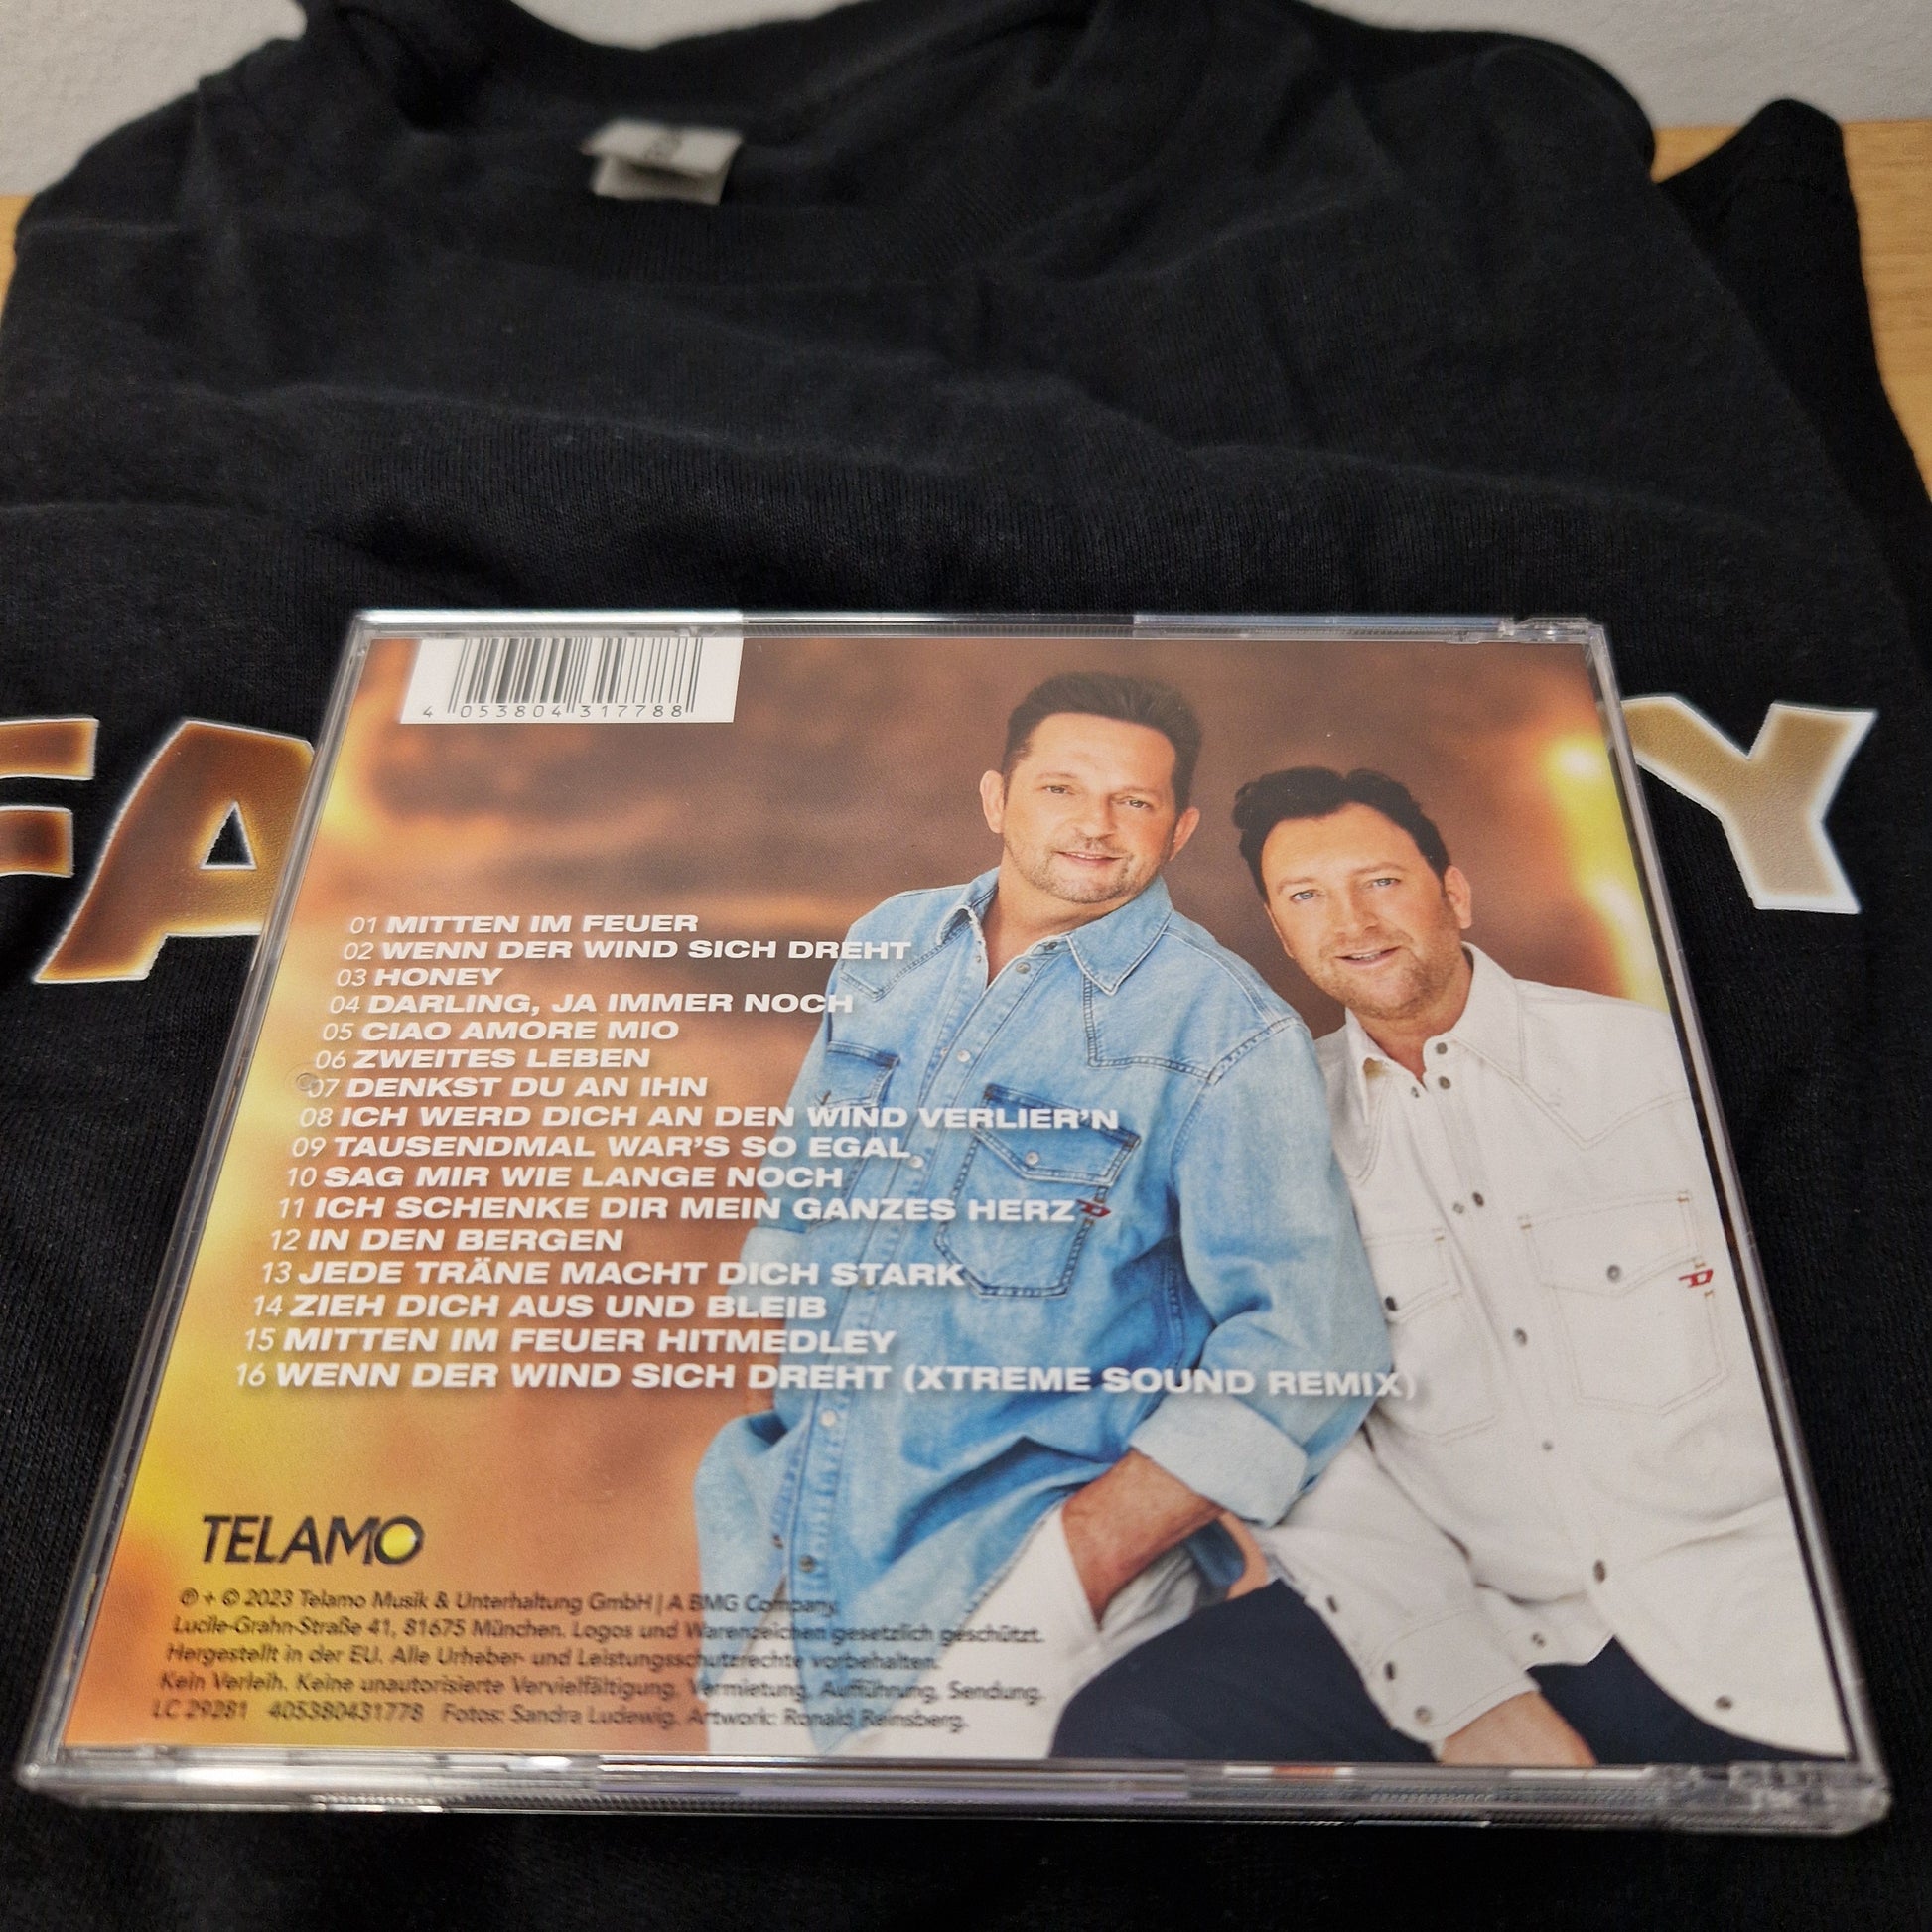 4 053804 317788
FA Y
01 MITTEN IM FEUER
02 WENN DER WIND SICH DREHT
03 HONEY
04 DARLING, JA IMMER NOCH
05 CIAO AMORE MIO
06 ZWEITES LEBEN
07 DENKST DU AN IHN
08 ICH WERD DICH AN DEN WIND VERLIER'N
09 TAUSENDMAL WAR'S SO EGAL
10 SAG MIR WIE LANGE NOCH
11 ICH SCHENKE DIR MEIN GANZES HERZ
12 IN DEN BERGEN
13 JEDE TRÄNE MACHT DICH STARK
14 ZIEH DICH AUS UND BLEIB
15 MITTEN IM FEUER HITMEDLEY
16 WENN DER WIND SICH DREHT (XTREME SOUND REMIX)
TELAMO
℗ + © 2023 Telamo Musik & Unterhaltung GmbH | A BMG Company.
Lucile-Grahn-Straße 41, 81675 München. Logos und Warenzeichen gesetzlich geschützt.
Hergestellt in der EU. Alle Urheber- und Leistungsschutzrechte vorbehalten.
Kein Verleih. Keine unautorisierte Vervielfältigung, Vermietung, Aufführung, Sendung.
LC 29281 405380431778 Fotos: Sandra Ludewig. Artwork: Ronald Reinsberg.